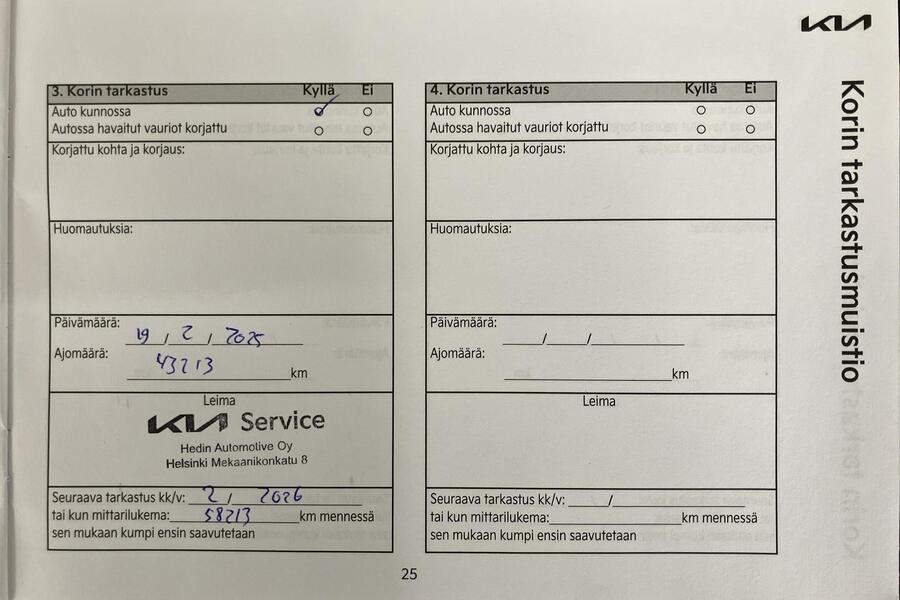 KIA
Korin tarkastusmuistio
3. Korin tarkastus Kyllä Ei
Auto kunnossa
Autossa havaitut vauriot korjattu
Korjattu kohta ja korjaus:
Huomautuksia:
Päivämäärä: 19 / 2 / 2025
Ajomäärä: 43213 km
Leima
KIA Service
Hedin Automotive Oy
Helsinki Mekaanikonkatu 8
Seuraava tarkastus kk/v: 2 / 2026
tai kun mittarilukema: 58213 km mennessä
sen mukaan kumpi ensin saavutetaan
4. Korin tarkastus Kyllä Ei
Auto kunnossa
Autossa havaitut vauriot korjattu
Korjattu kohta ja korjaus:
Huomautuksia:
Päivämäärä: / / /
Ajomäärä: km
Leima
Seuraava tarkastus kk/v: / /
tai kun mittarilukema: km mennessä
sen mukaan kumpi ensin saavutetaan
25